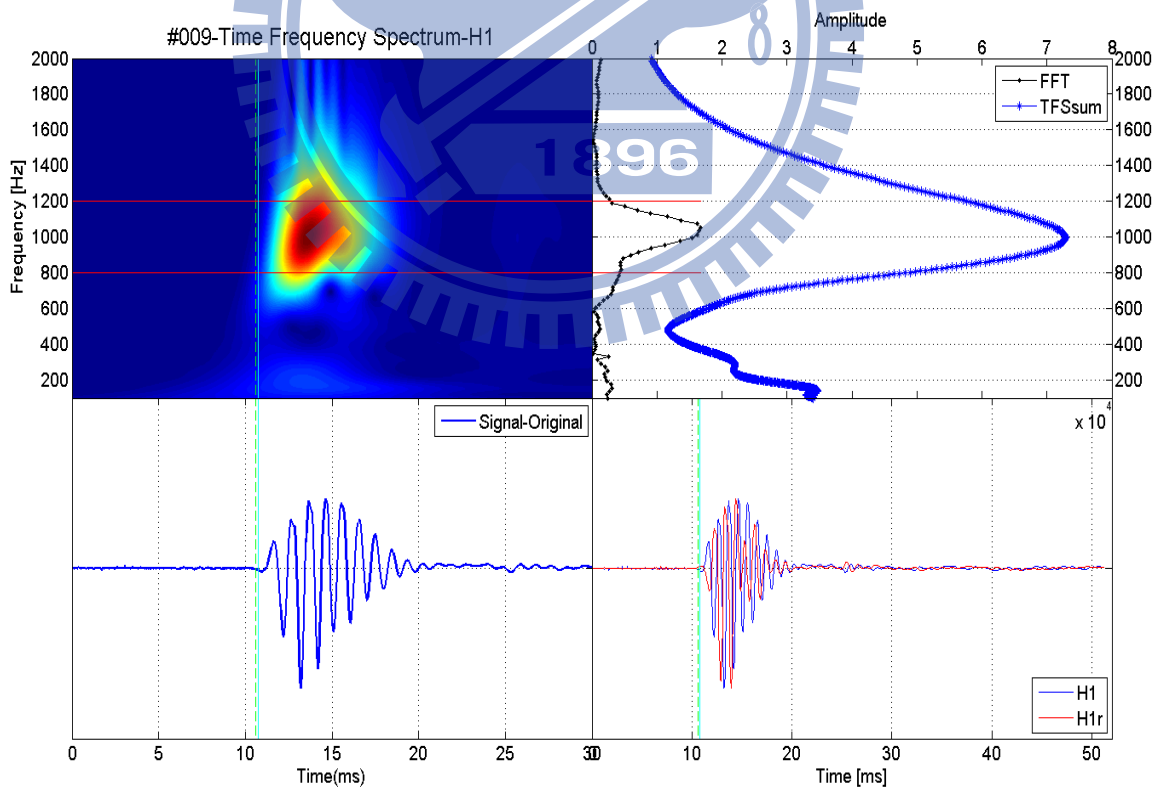 #009-Time Frequency Spectrum-H1
Amplitude
0 1 2 3 4 5 6 7 8
Frequency [Hz]
2000
1800
1600
1400
1200
1000
800
600
400
200
FFT
TFSsum
2000
1800
1600
1400
1200
1000
800
600
400
200
1896
Signal-Original
x 10^4
H1
H1r
0 5 10 15 20 25 30
Time(ms)
0 10 20 30 40 50
Time [ms]